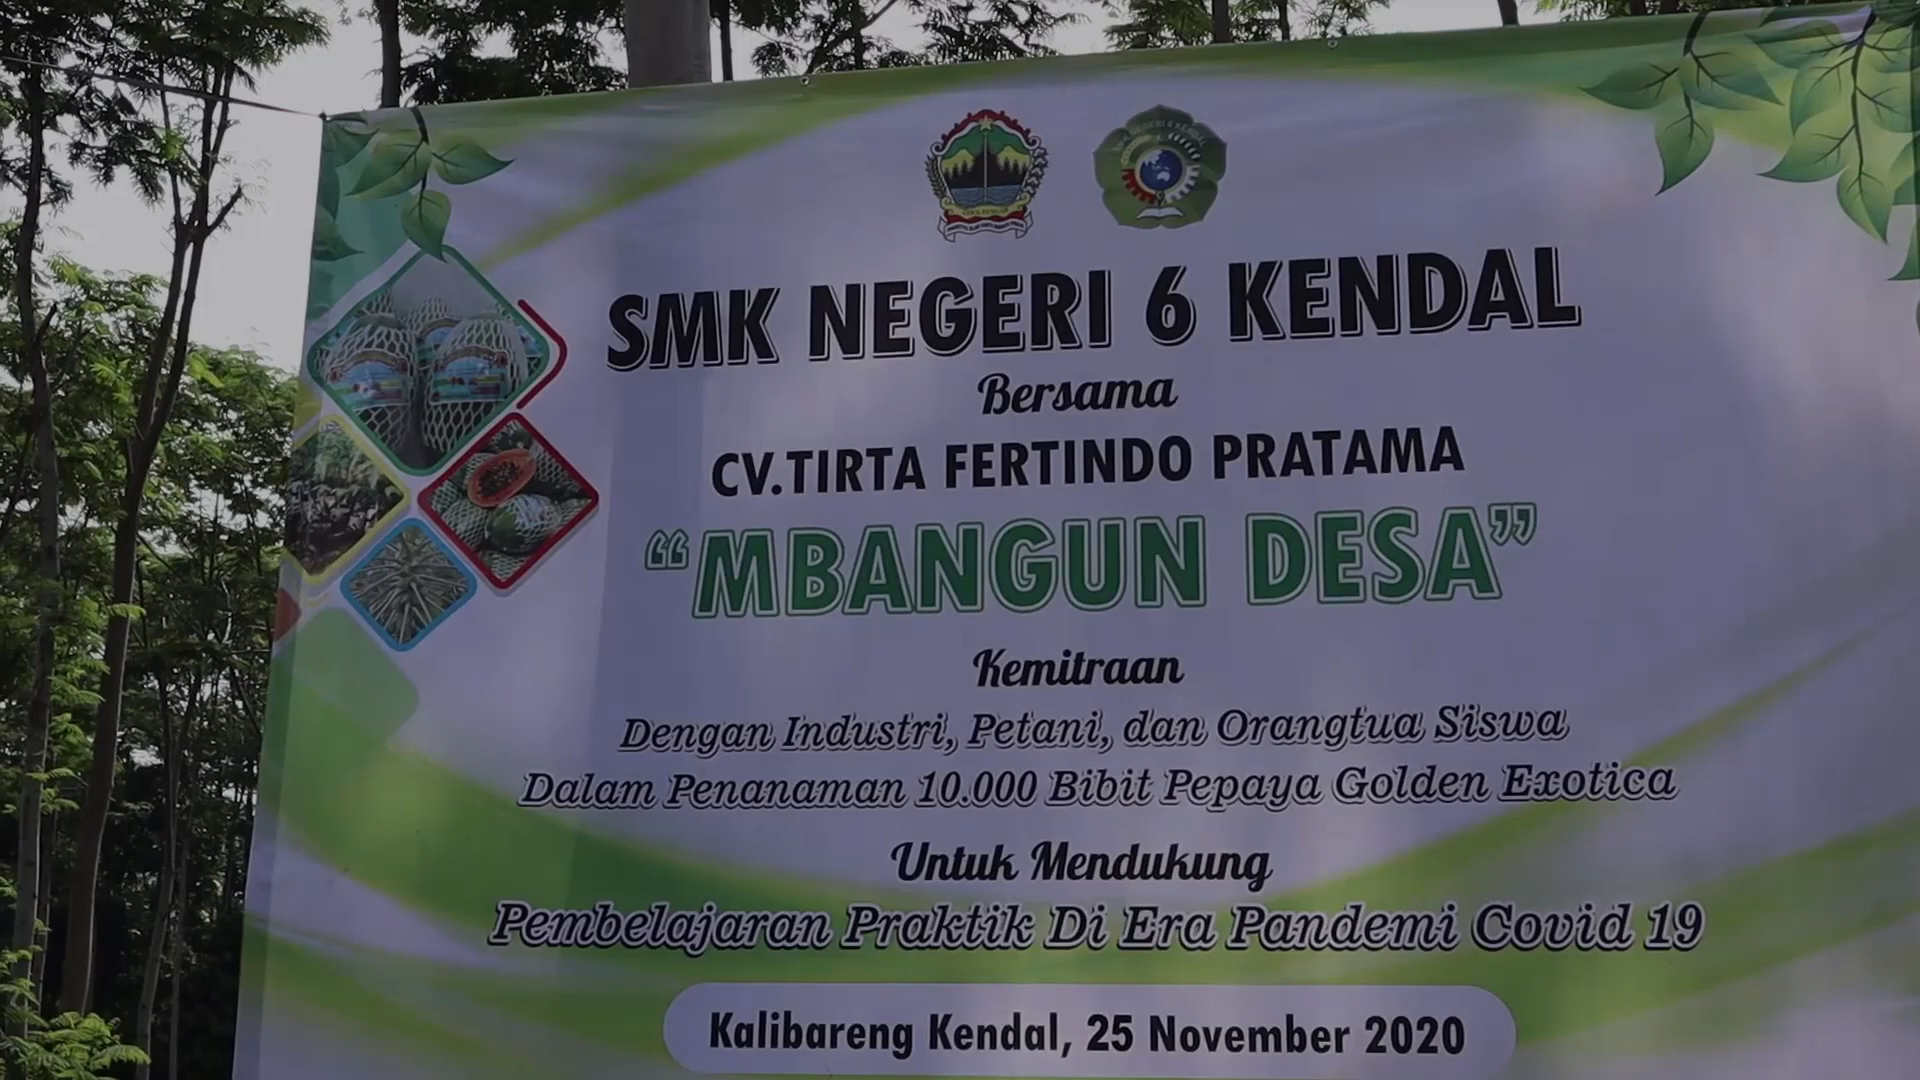 SMK NEGERI 6 KENDAL
Bersama
CV.TIRTA FERTINDO PRATAMA
“MBANGUN DESA”
Kemitraan
Dengan Industri, Petani, dan Orangtua Siswa
Dalam Penanaman 10.000 Bibit Pepaya Golden Exotica
Untuk Mendukung
Pembelajaran Praktik Di Era Pandemi Covid 19
Kalibareng Kendal, 25 November 2020